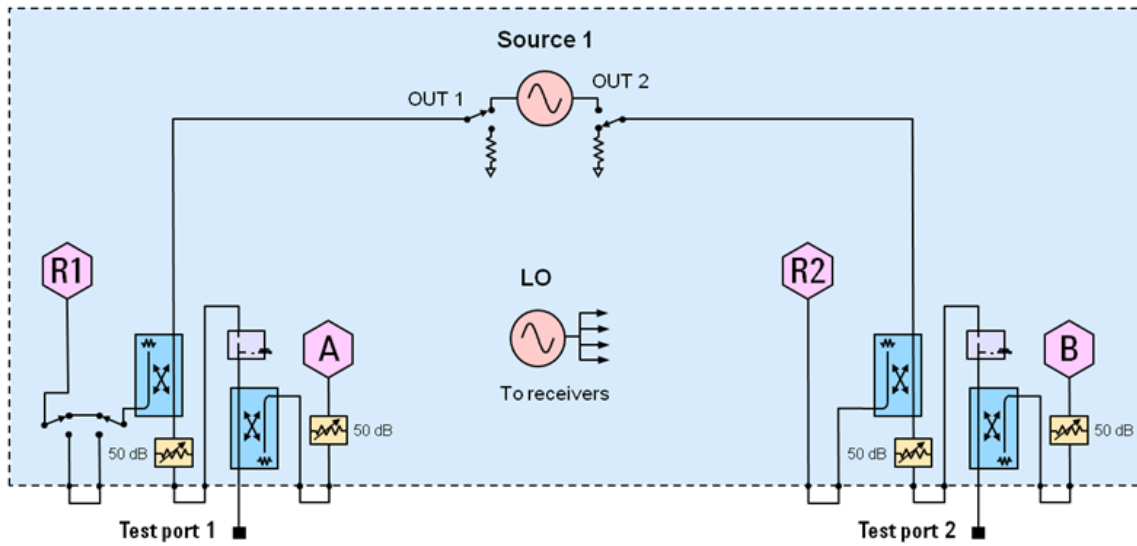 Source 1
OUT 1
OUT 2
R1
A
LO
To receivers
R2
B
50 dB
50 dB
50 dB
50 dB
Test port 1
Test port 2